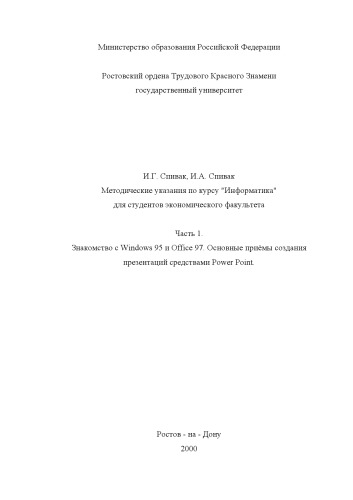 Министерство образования Российской Федерации
Ростовский ордена Трудового Красного Знамени
государственный университет
И.Г. Спивак, И.А. Спивак
Методические указания по курсу "Информатика"
для студентов экономического факультета
Часть 1.
Знакомство с Windows 95 и Office 97. Основные приёмы создания
презентаций средствами Power Point.
Ростов - на - Дону
2000